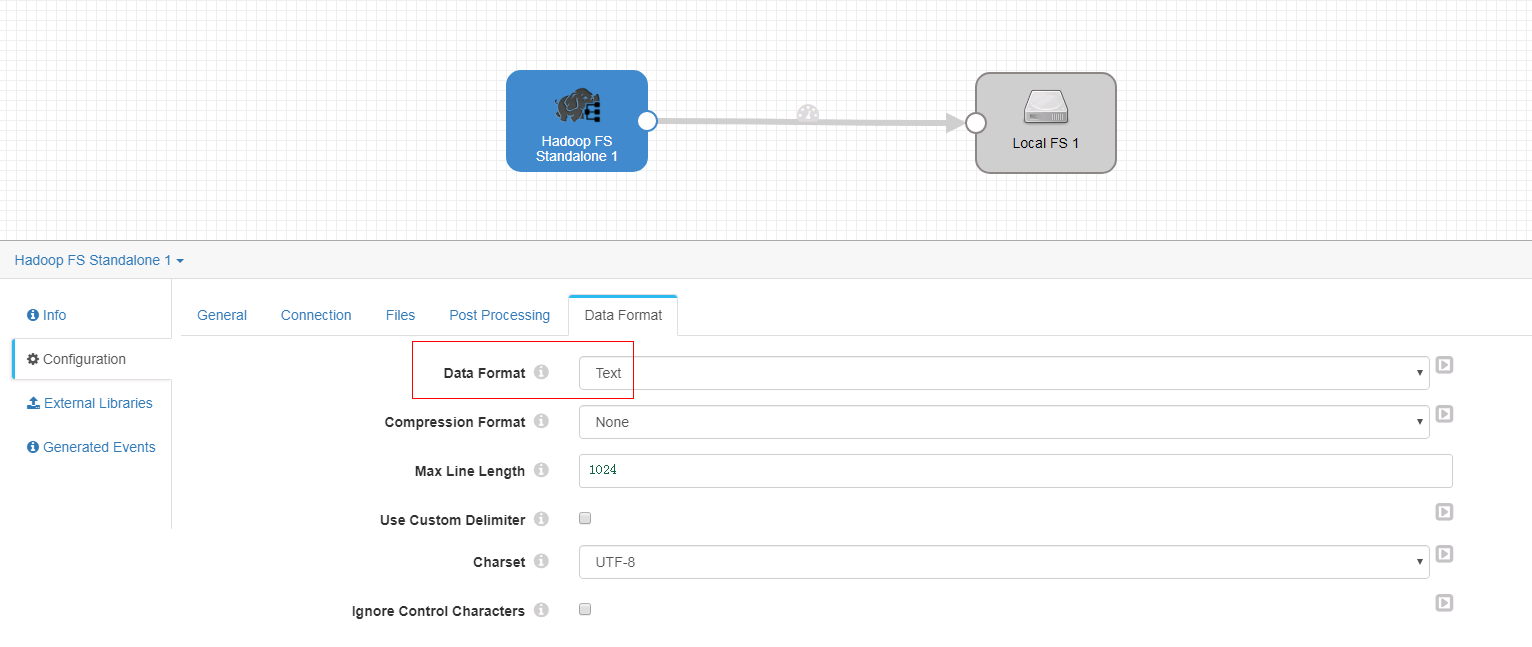 Hadoop FS
Standalone 1
Local FS 1
Hadoop FS Standalone 1
Info
Configuration
External Libraries
Generated Events
General Connection Files Post Processing Data Format
Data Format Text
Compression Format None
Max Line Length 1024
Use Custom Delimiter
Charset UTF-8
Ignore Control Characters